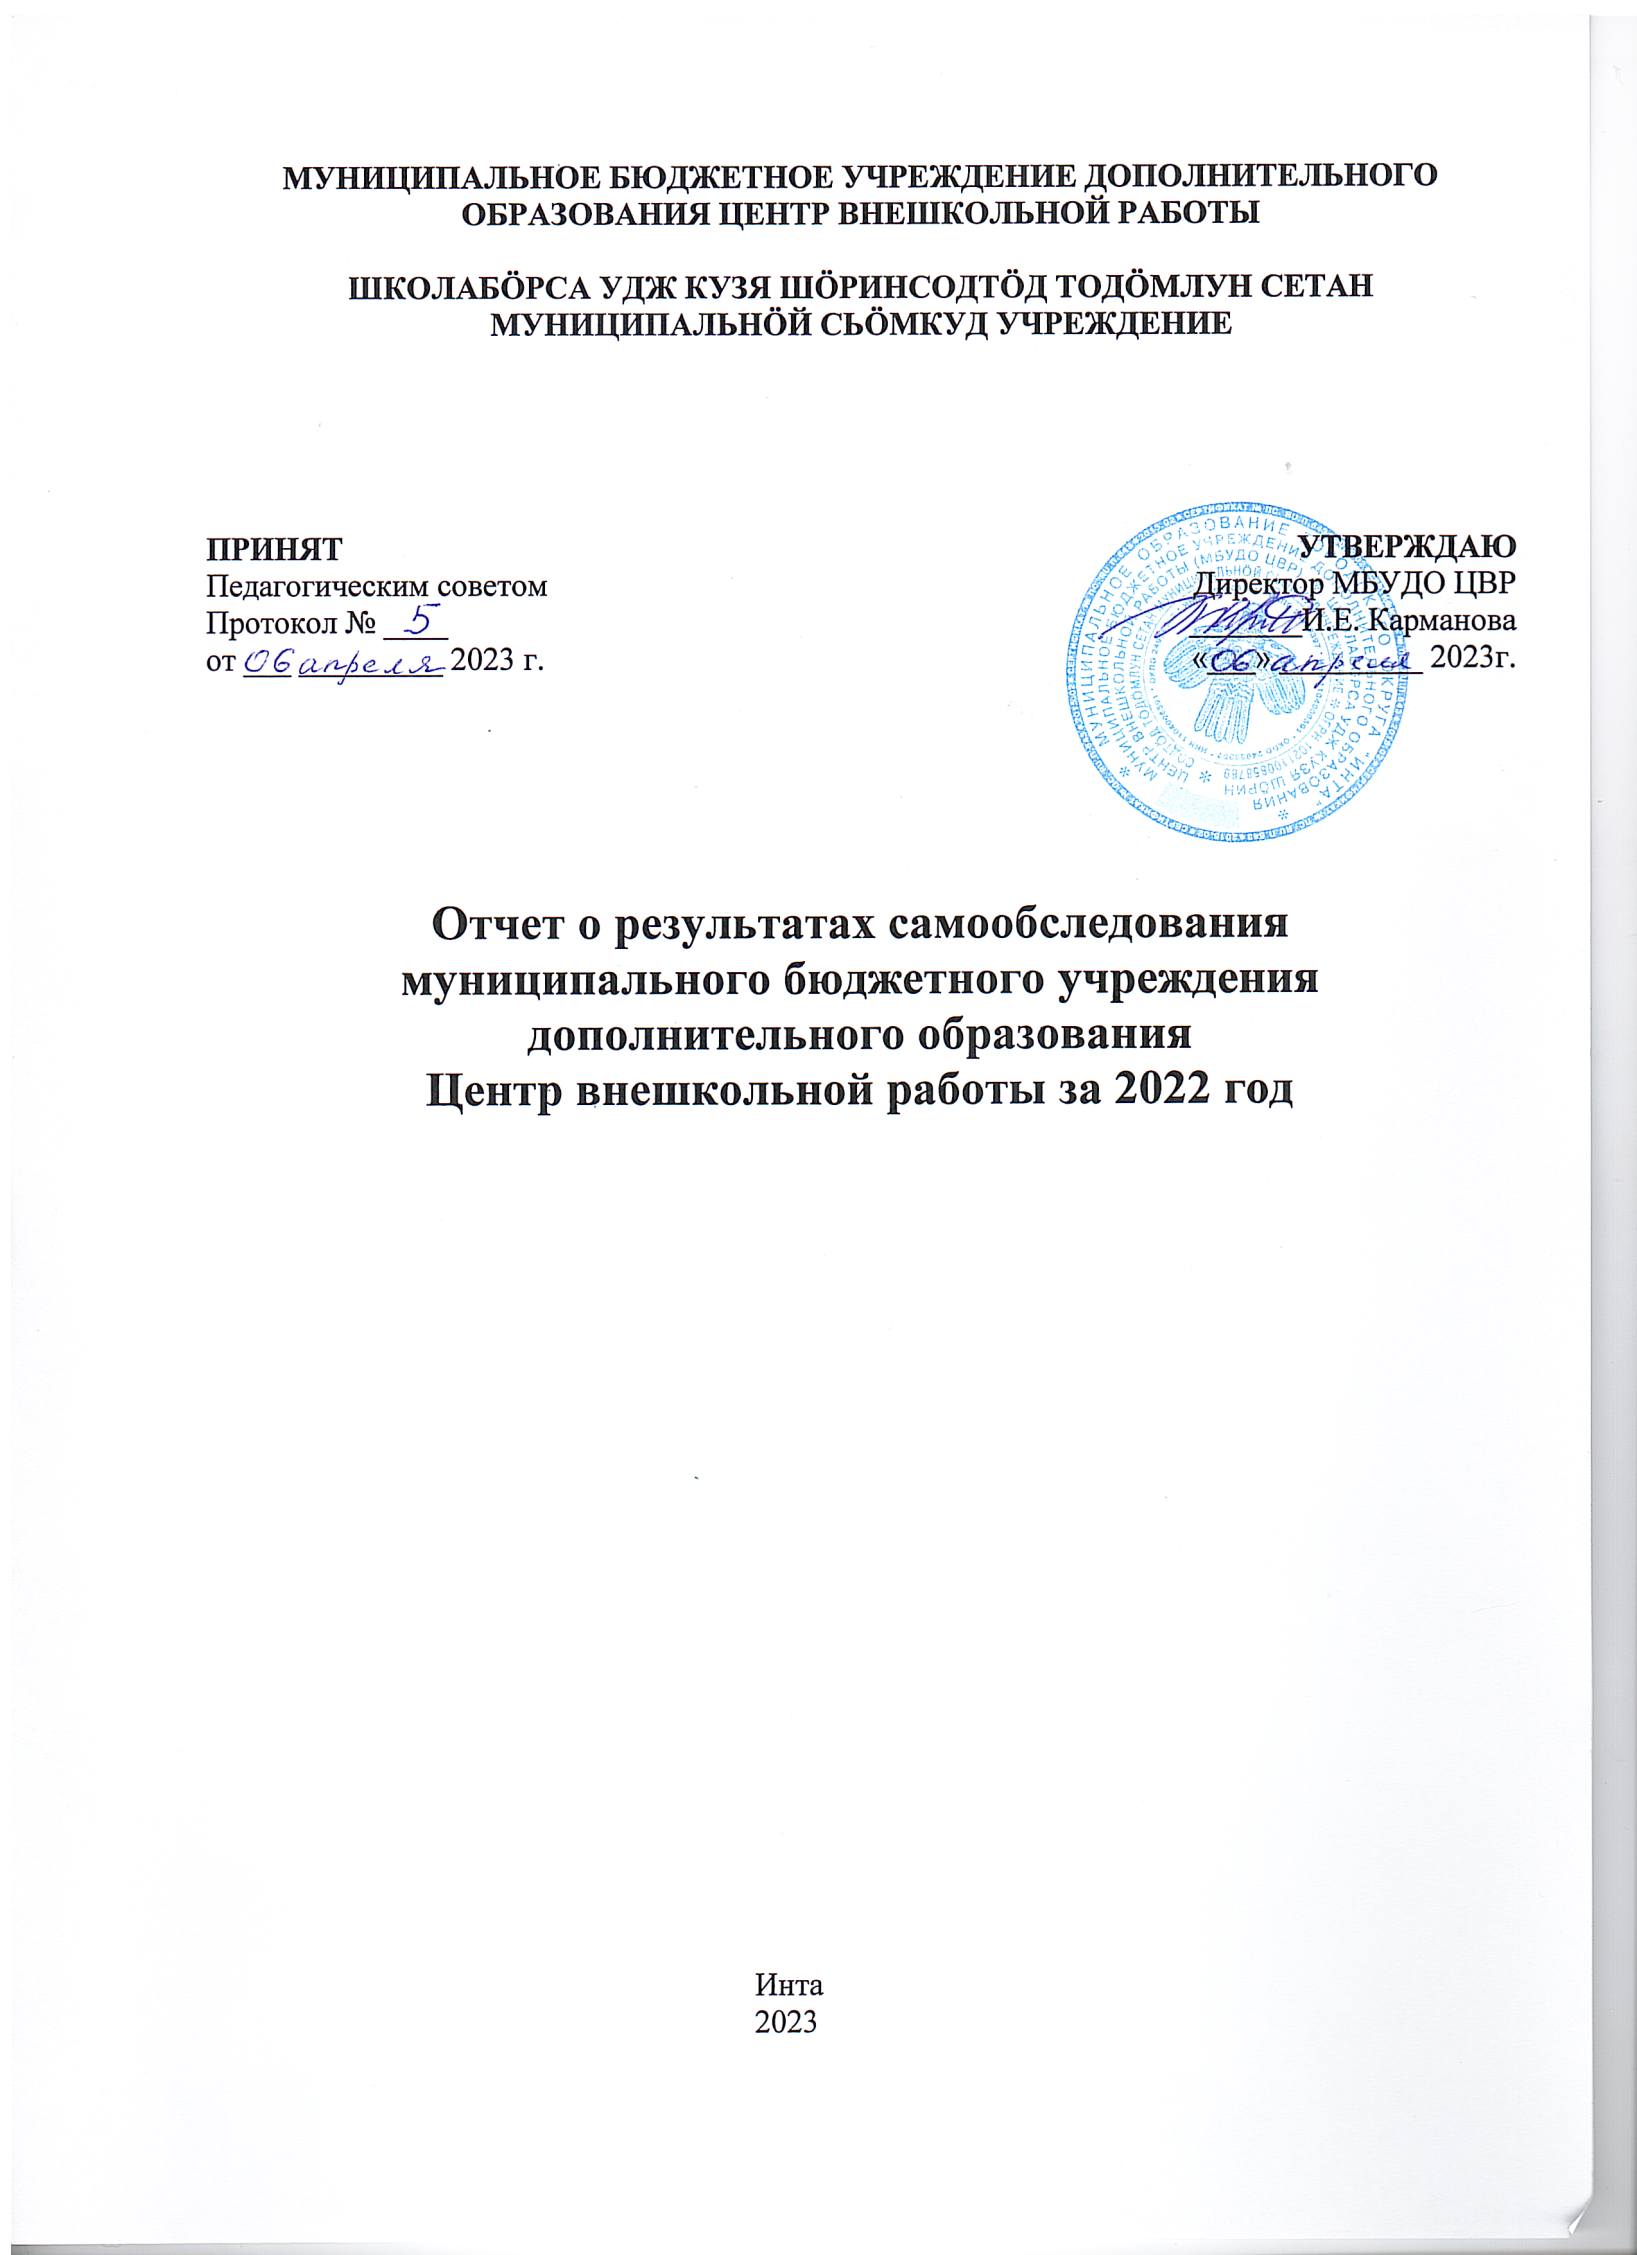 МУНИЦИПАЛЬНОЕ БЮДЖЕТНОЕ УЧРЕЖДЕНИЕ ДОПОЛНИТЕЛЬНОГО
ОБРАЗОВАНИЯ ЦЕНТР ВНЕШКОЛЬНОЙ РАБОТЫ
ШКОЛАБÖРСА УДЖ КУЗЯ ШÖРИНСОДТÖД ТОДÖМЛУН СЕТАН
МУНИЦИПАЛЬНÖЙ СЬÖМКУД УЧРЕЖДЕНИЕ
ПРИНЯТ
Педагогическим советом
Протокол № 5
от 06 апреля 2023 г.
УТВЕРЖДАЮ
Директор МБУДО ЦВР
И.Е. Карманова
«06» апреля 2023г.
Отчет о результатах самообследования
муниципального бюджетного учреждения
дополнительного образования
Центр внешкольной работы за 2022 год
Инта
2023